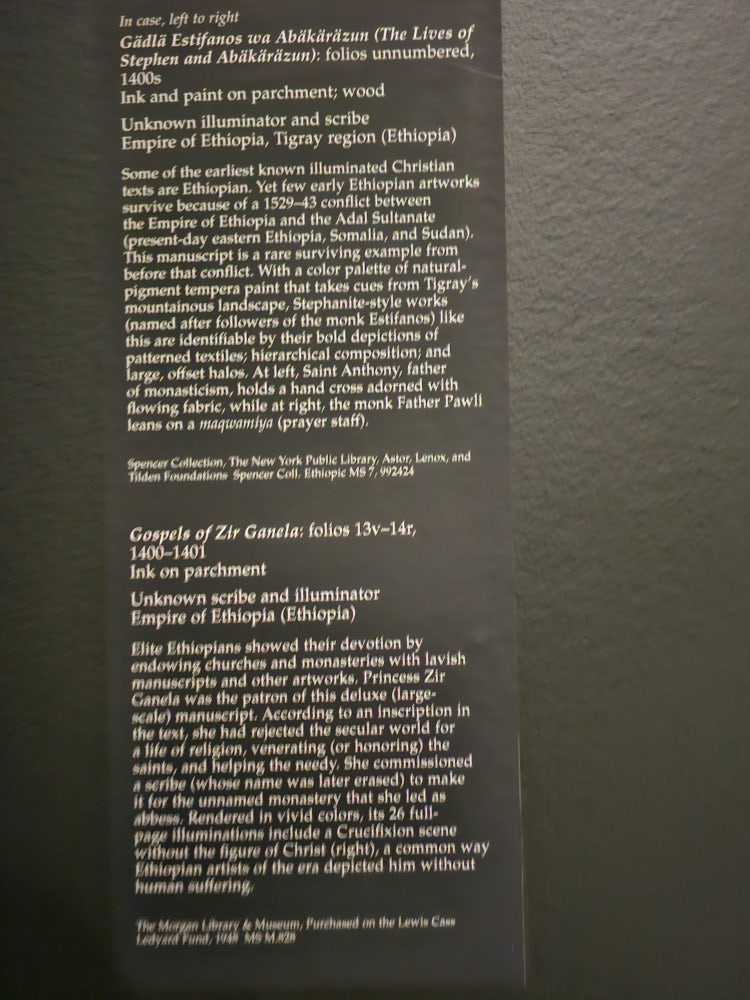 In case, left to right
Gädlä Estifanos wa Abäkäräzun (The Lives of
Stephen and Abäkäräzun): folios unnumbered,
1400s
Ink and paint on parchment; wood
Unknown illuminator and scribe
Empire of Ethiopia, Tigray region (Ethiopia)
Some of the earliest known illuminated Christian
texts are Ethiopian. Yet few early Ethiopian artworks
survive because of a 1529–43 conflict between
the Empire of Ethiopia and the Adal Sultanate
(present-day eastern Ethiopia, Somalia, and Sudan).
This manuscript is a rare surviving example from
before that conflict. With a color palette of natural-
pigment tempera paint that takes cues from Tigray's
mountainous landscape, Stephanite-style works
(named after followers of the monk Estifanos) like
this are identifiable by their bold depictions of
patterned textiles; hierarchical composition; and
large, offset halos. At left, Saint Anthony, father
of monasticism, holds a hand cross adorned with
flowing fabric, while at right, the monk Father Pawli
leans on a maqwamiya (prayer staff).
Spencer Collection, The New York Public Library, Astor, Lenox, and
Tilden Foundations Spencer Coll. Ethiopic MS 7, 992424
Gospels of Zir Ganela: folios 13v–14r,
1400–1401
Ink on parchment
Unknown scribe and illuminator
Empire of Ethiopia (Ethiopia)
Elite Ethiopians showed their devotion by
endowing churches and monasteries with lavish
manuscripts and other artworks. Princess Zir
Ganela was the patron of this deluxe (large-
scale) manuscript. According to an inscription in
the text, she had rejected the secular world for
a life of religion, venerating (or honoring) the
saints, and helping the needy. She commissioned
a scribe (whose name was later erased) to make
it for the unnamed monastery that she led as
abbess. Rendered in vivid colors, its 26 full-
page illuminations include a Crucifixion scene
without the figure of Christ (right), a common way
Ethiopian artists of the era depicted him without
human suffering.
The Morgan Library & Museum, Purchased on the Lewis Cass
Ledyard Fund, 1948 MS M.828